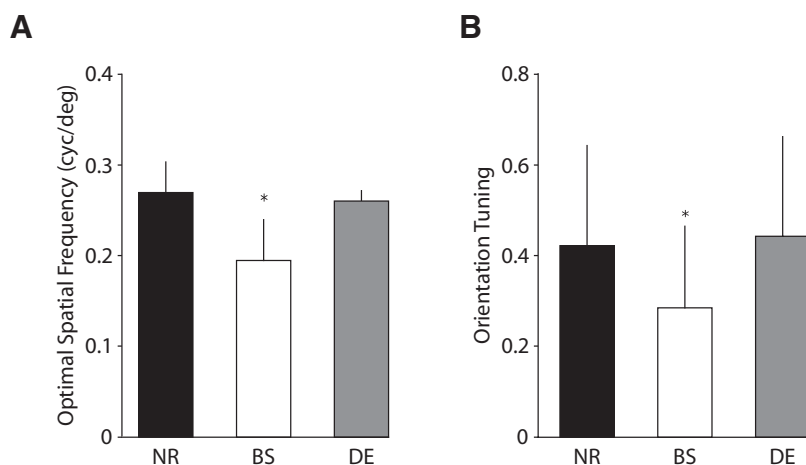 A
Optimal Spatial Frequency (cyc/deg)
0.4
0.3
0.2
0.1
0
*
NR BS DE
B
Orientation Tuning
0.8
0.6
0.4
0.2
0
*
NR BS DE